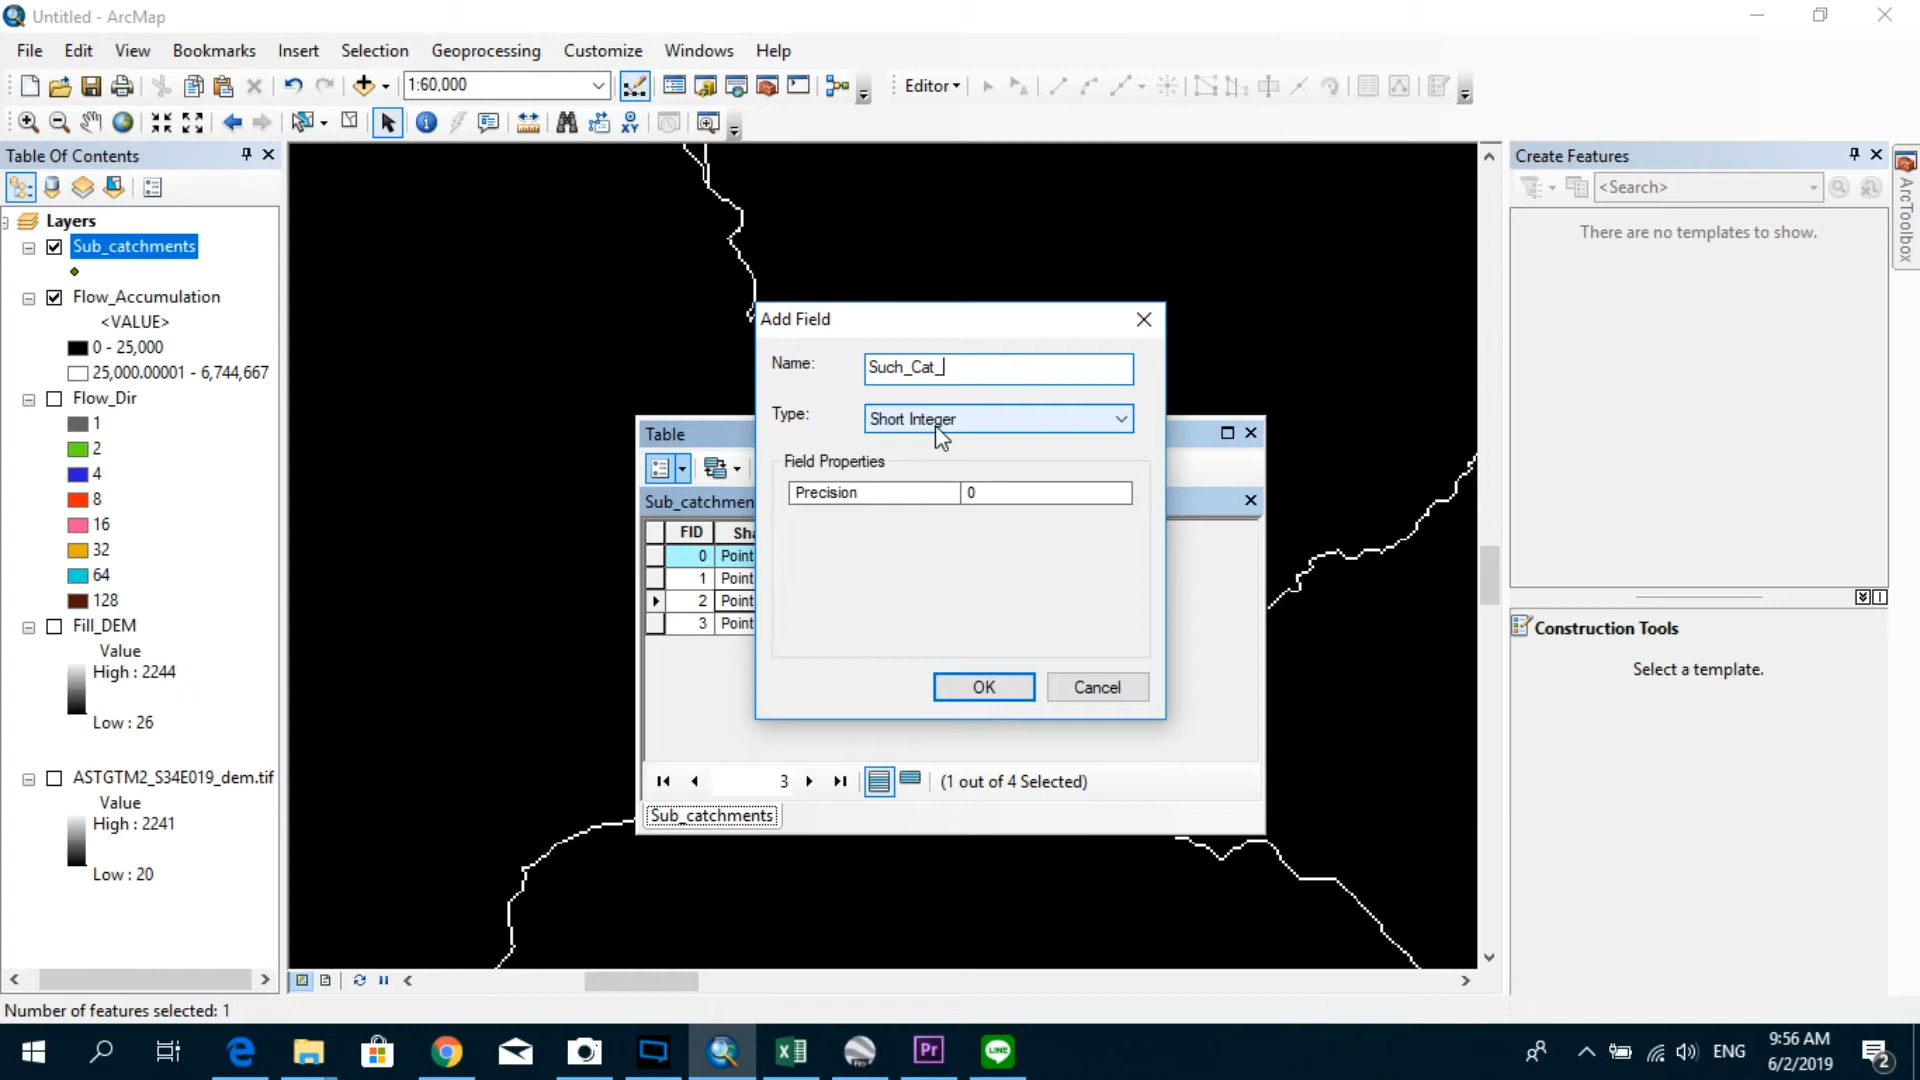 Untitled - ArcMap
File Edit View Bookmarks Insert Selection Geoprocessing Customize Windows Help
1:60,000
Editor
XY
Table Of Contents
Layers
Sub_catchments
Flow_Accumulation
<VALUE>
0 - 25,000
25,000.00001 - 6,744,667
Flow_Dir
1
2
4
8
16
32
64
128
Fill_DEM
Value
High : 2244
Low : 26
ASTGTM2_S34E019_dem.tif
Value
High : 2241
Low : 20
Add Field
Name: Such_Cat_
Type: Short Integer
Field Properties
Precision 0
OK Cancel
Table
Sub_catchmen
FID Sha
0 Point
1 Point
2 Point
3 Point
3 (1 out of 4 Selected)
Sub_catchments
Create Features
<Search>
There are no templates to show.
Construction Tools
Select a template.
ArcToolbox
Number of features selected: 1
Pr
LINE
ENG
9:56 AM
6/2/2019
2